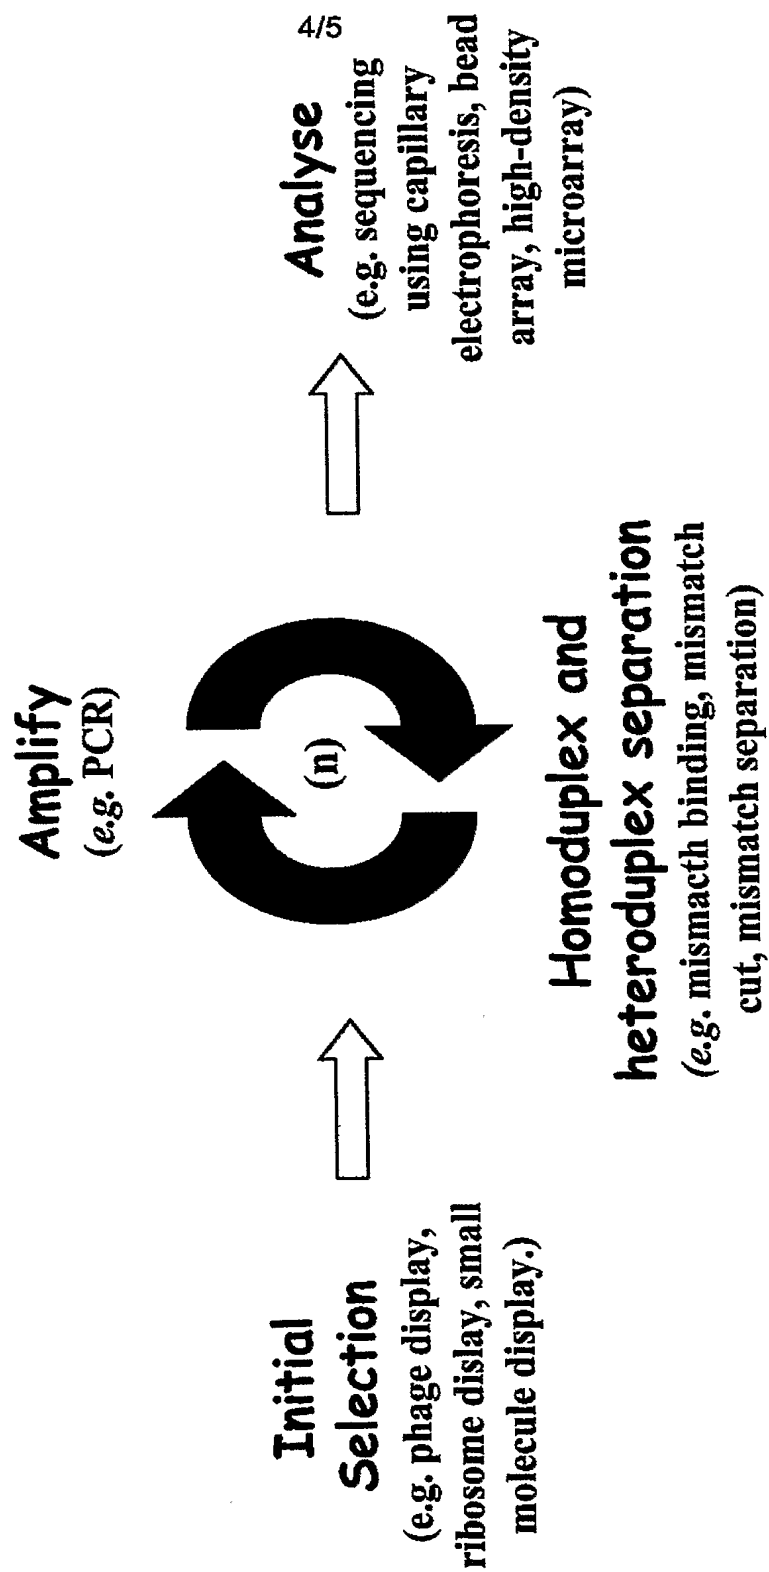 4/5
Initial
Selection
(e.g. phage display,
ribosome dislay, small
molecule display.)
Amplify
(e.g. PCR)
(n)
Homoduplex and
heteroduplex separation
(e.g. mismacth binding, mismatch
cut, mismatch separation)
Analyse
(e.g. sequencing
using capillary
electrophoresis, bead
array, high-density
microarray)